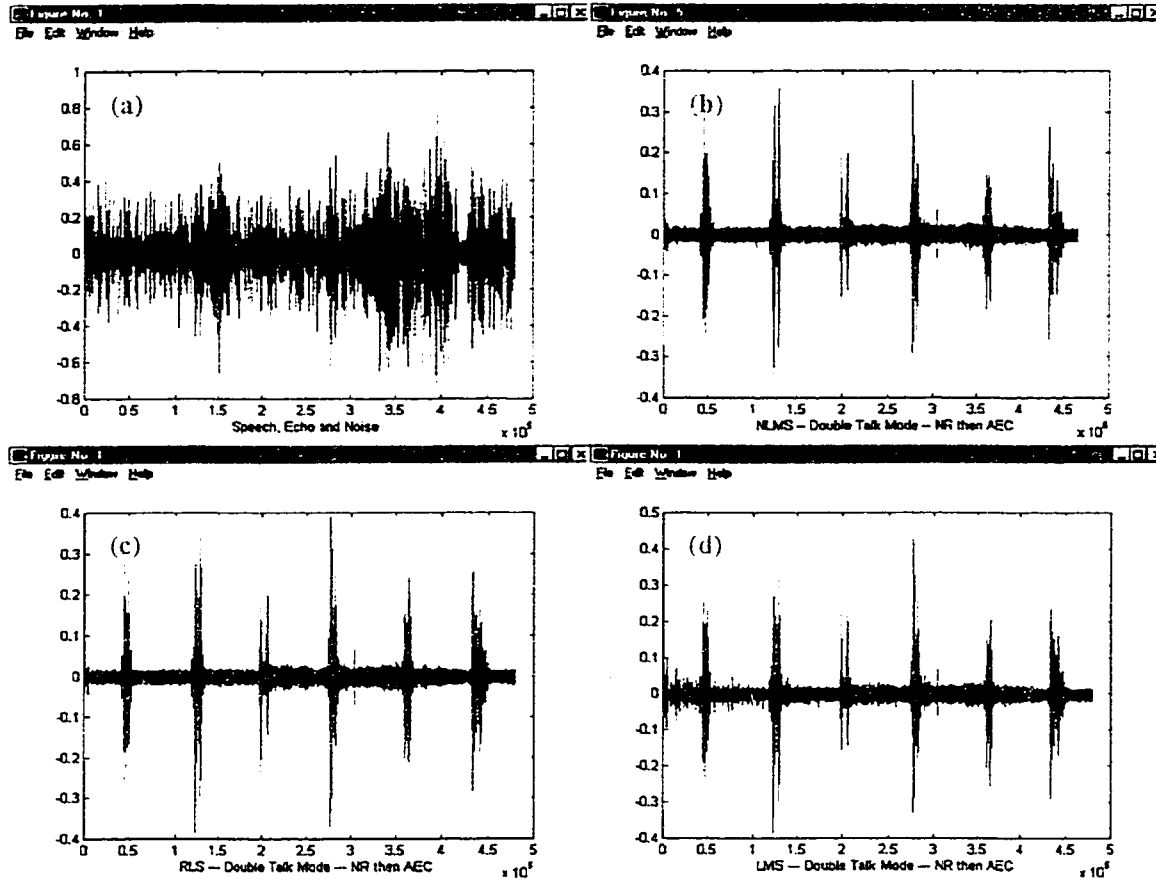 Figure No. 1
File Edit Window Help
(a)
1
0.8
0.6
0.4
0.2
0
-0.2
-0.4
-0.6
-0.8
0 0.5 1 1.5 2 2.5 3 3.5 4 4.5 5
Speech, Echo and Noise
x 10
Figure No. 5
File Edit Window Help
(b)
0.4
0.3
0.2
0.1
0
-0.1
-0.2
-0.3
-0.4
0 0.5 1 1.5 2 2.5 3 3.5 4 4.5 5
NLMS -- Double Talk Mode -- NR then AEC
x 10
Figure No. 1
File Edit Window Help
(c)
0.4
0.3
0.2
0.1
0
-0.1
-0.2
-0.3
-0.4
0 0.5 1 1.5 2 2.5 3 3.5 4 4.5 5
RLS -- Double Talk Mode -- NR then AEC
x 10
Figure No. 1
File Edit Window Help
(d)
0.5
0.4
0.3
0.2
0.1
0
-0.1
-0.2
-0.3
-0.4
0 0.5 1 1.5 2 2.5 3 3.5 4 4.5 5
LMS -- Double Talk Mode -- NR then AEC
x 10